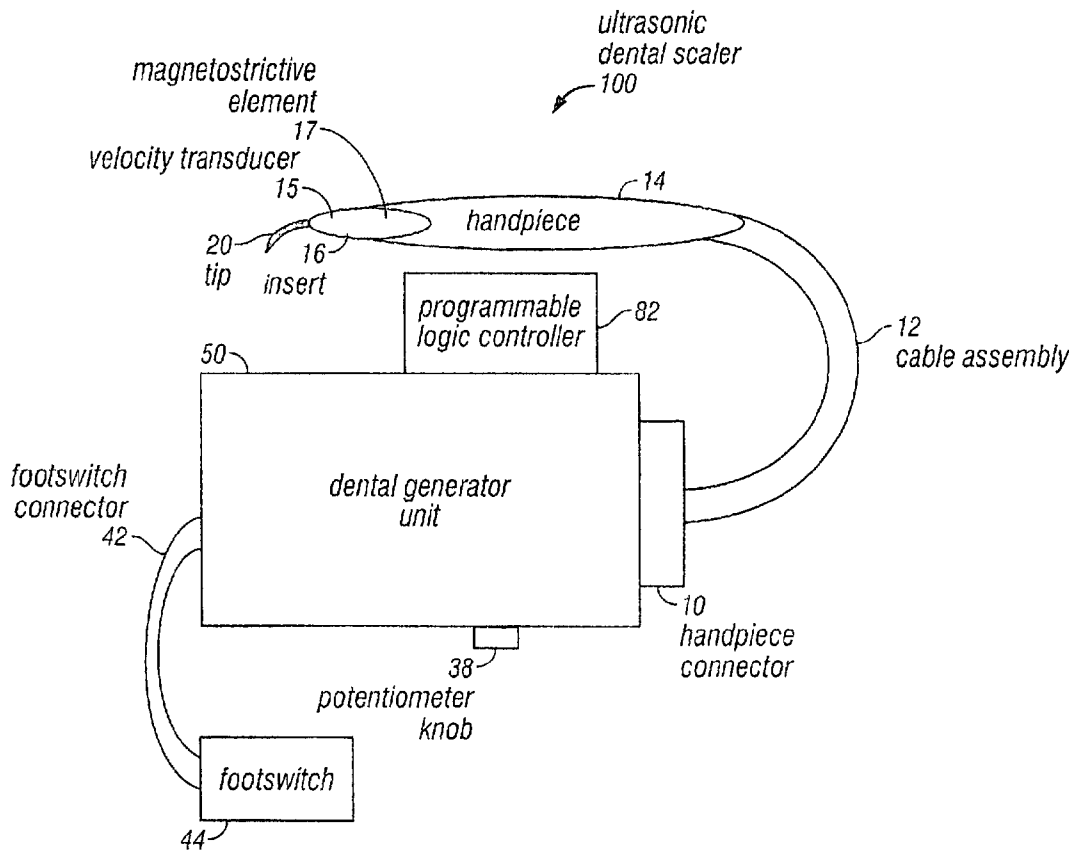 ultrasonic
dental scaler
100
magnetostrictive
element
17
velocity transducer
15
14
handpiece
20
tip
16
insert
programmable
logic controller
82
12
cable assembly
50
dental generator
unit
footswitch
connector
42
10
handpiece
connector
38
potentiometer
knob
footswitch
44